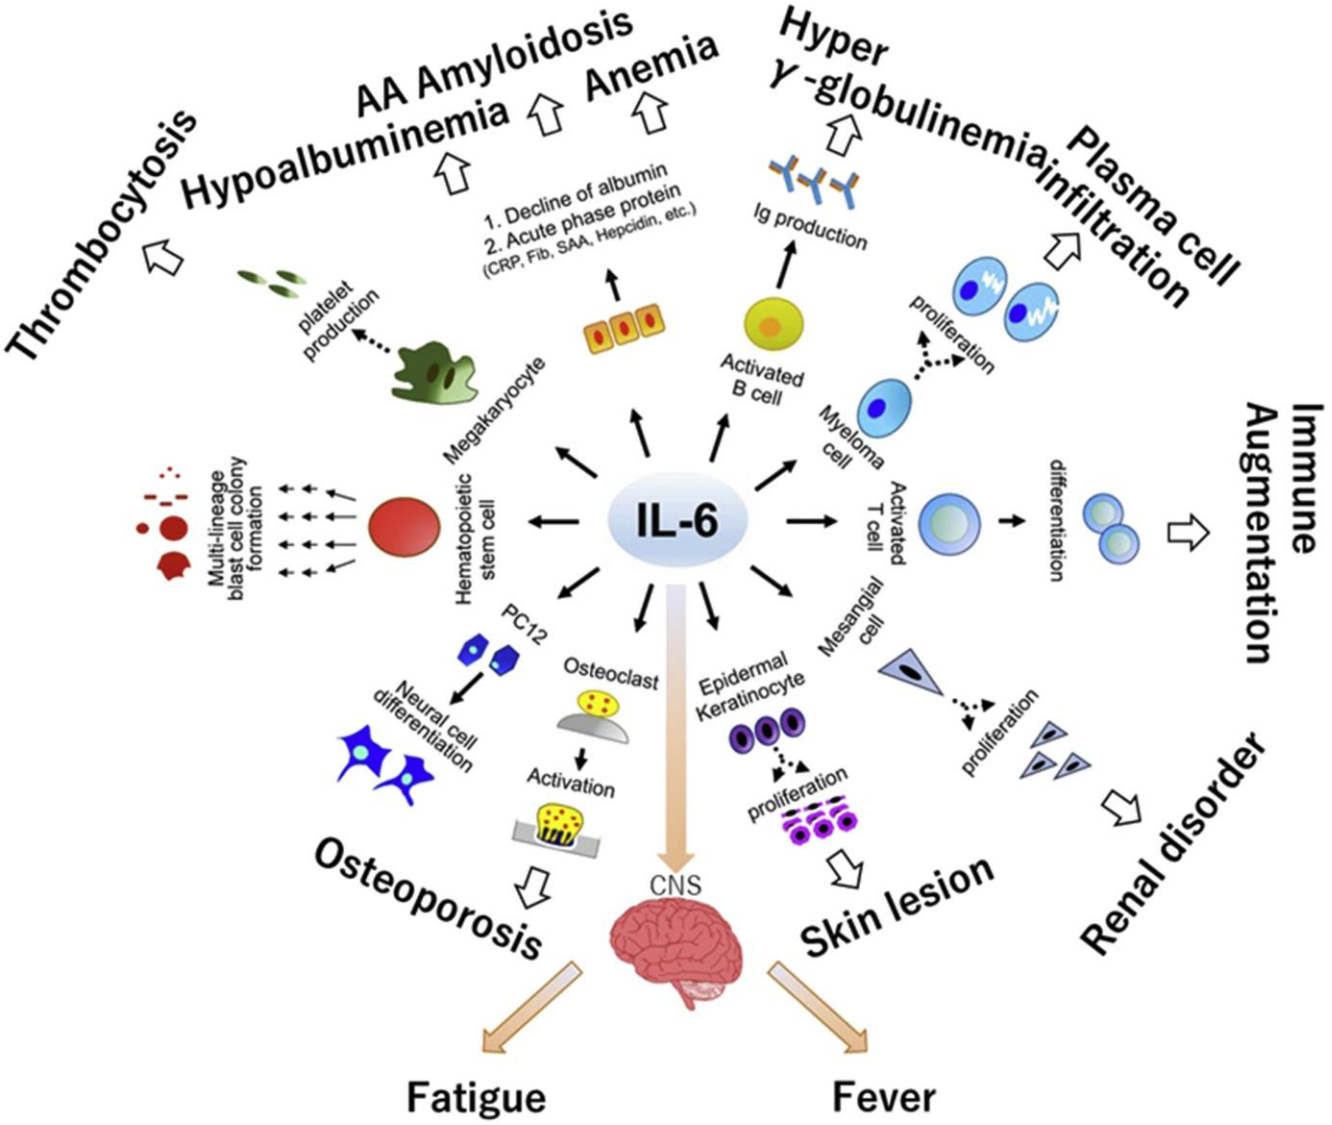 Thrombocytosis
Hypoalbuminemia
AA Amyloidosis
Anemia
Hyper
γ-globulinemia
Plasma cell
infiltration
Immune
Augmentation
Renal disorder
Skin lesion
Fever
Fatigue
Osteoporosis
platelet
production
Megakaryocyte
1. Decline of albumin
2. Acute phase protein
(CRP, Fib, SAA, Hepcidin, etc.)
Ig production
Activated
B cell
proliferation
Myeloma
cell
Activated
T cell
differentiation
Mesangial
cell
proliferation
Epidermal
Keratinocyte
proliferation
CNS
Osteoclast
Activation
PC12
Neural cell
differentiation
Hematopoietic
stem cell
Multi-lineage
blast cell colony
formation
IL-6